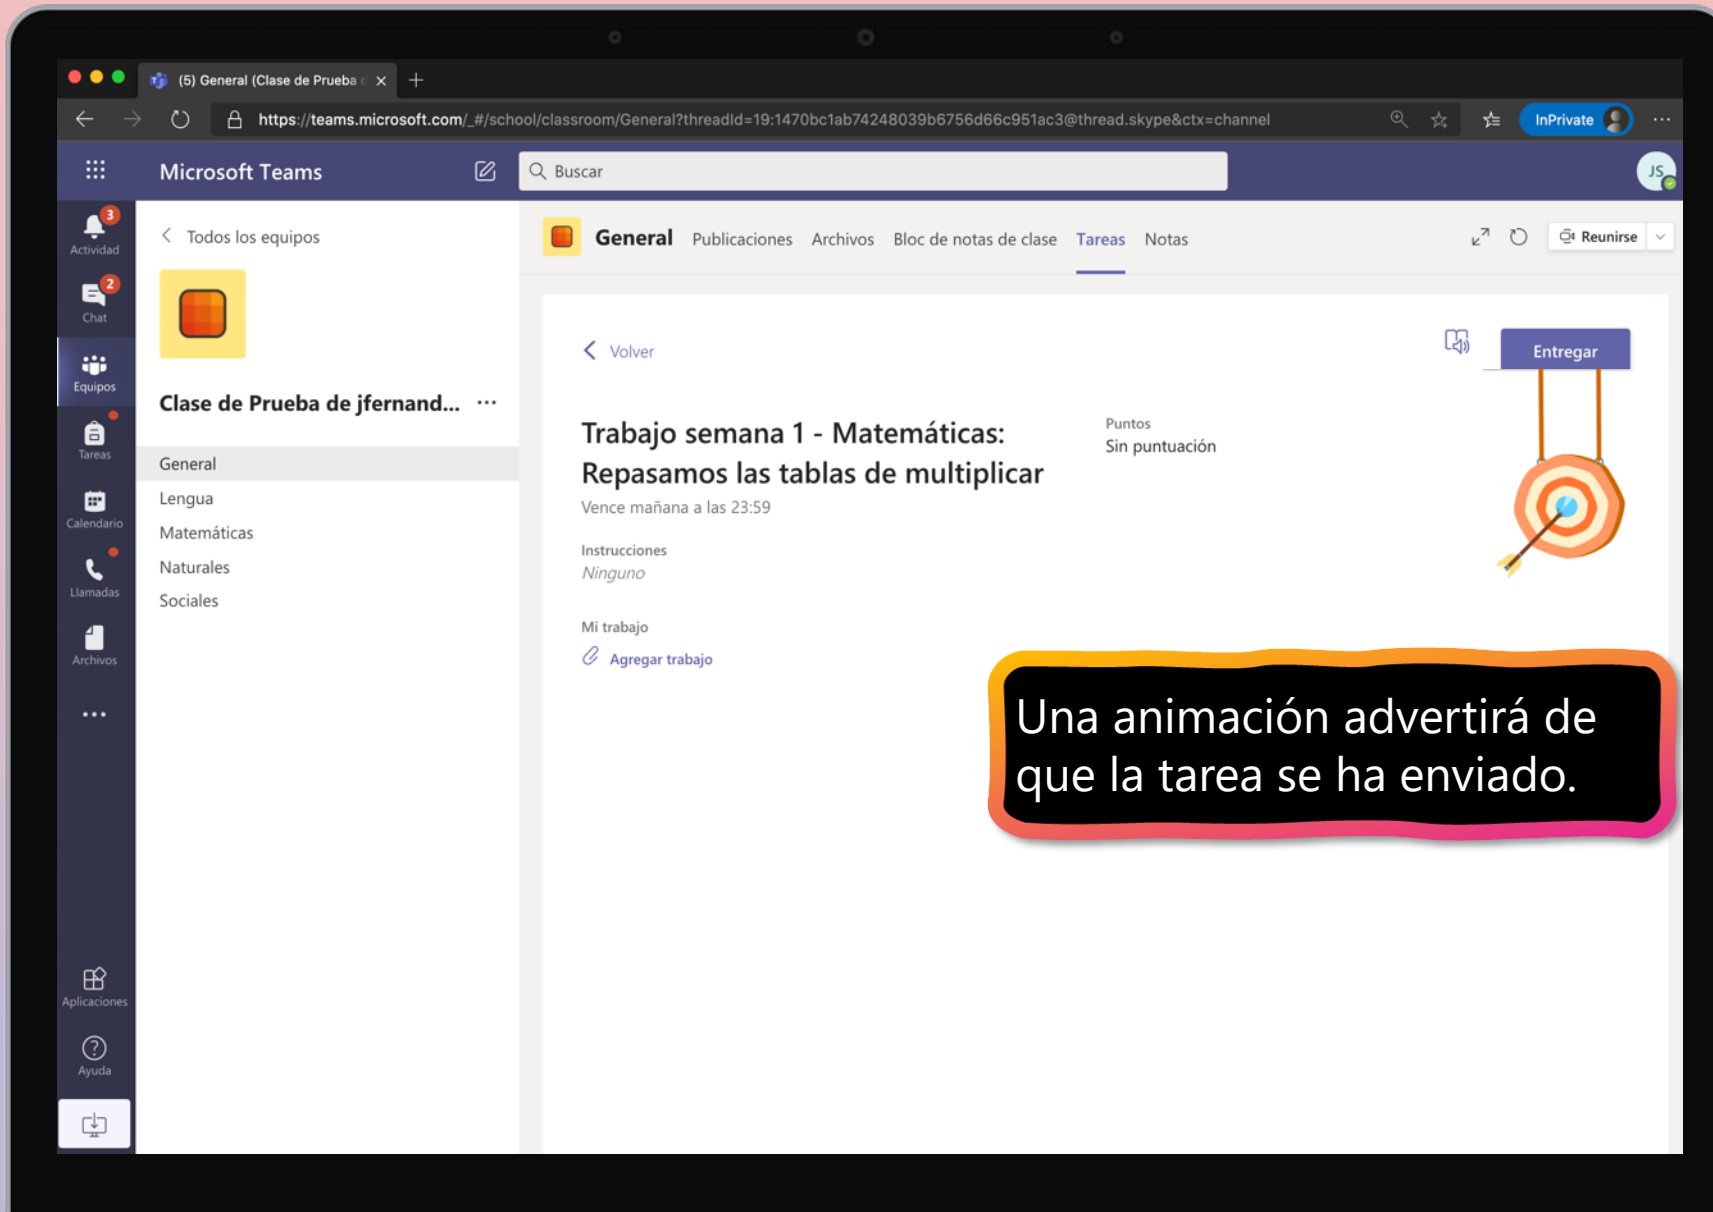 (5) General (Clase de Prueba
https://teams.microsoft.com/_#/school/classroom/General?threadId=19:1470bc1ab74248039b6756d66c951ac3@thread.skype&ctx=channel
InPrivate
Microsoft Teams
Buscar
JS
3
Actividad
2
Chat
Equipos
Tareas
Calendario
Llamadas
Archivos
Aplicaciones
Ayuda
Todos los equipos
Clase de Prueba de jfernand...
General
Lengua
Matemáticas
Naturales
Sociales
General Publicaciones Archivos Bloc de notas de clase Tareas Notas
Reunirse
Volver
Entregar
Trabajo semana 1 - Matemáticas:
Repasamos las tablas de multiplicar
Vence mañana a las 23:59
Puntos
Sin puntuación
Instrucciones
Ninguno
Mi trabajo
Agregar trabajo
Una animación advertirá de
que la tarea se ha enviado.